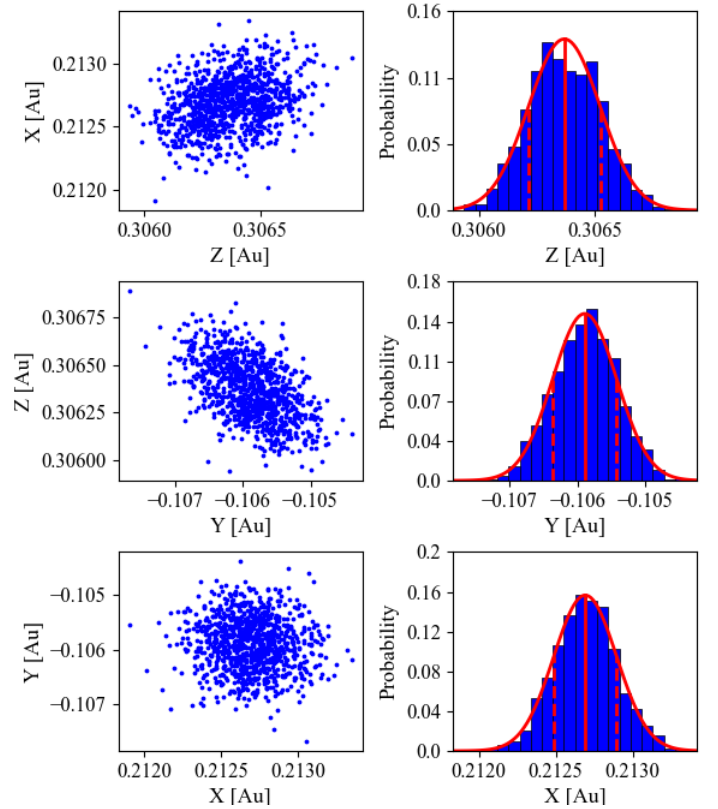 X [Au]
0.2130
0.2125
0.2120
0.3060 0.3065
Z [Au]
Probability
0.16
0.11
0.05
0.0
0.3060 0.3065
Z [Au]
Z [Au]
0.30675
0.30650
0.30625
0.30600
−0.107 −0.106 −0.105
Y [Au]
Probability
0.18
0.14
0.11
0.07
0.04
0.0
−0.107 −0.106 −0.105
Y [Au]
Y [Au]
−0.105
−0.106
−0.107
0.2120 0.2125 0.2130
X [Au]
Probability
0.2
0.16
0.12
0.08
0.04
0.0
0.2120 0.2125 0.2130
X [Au]